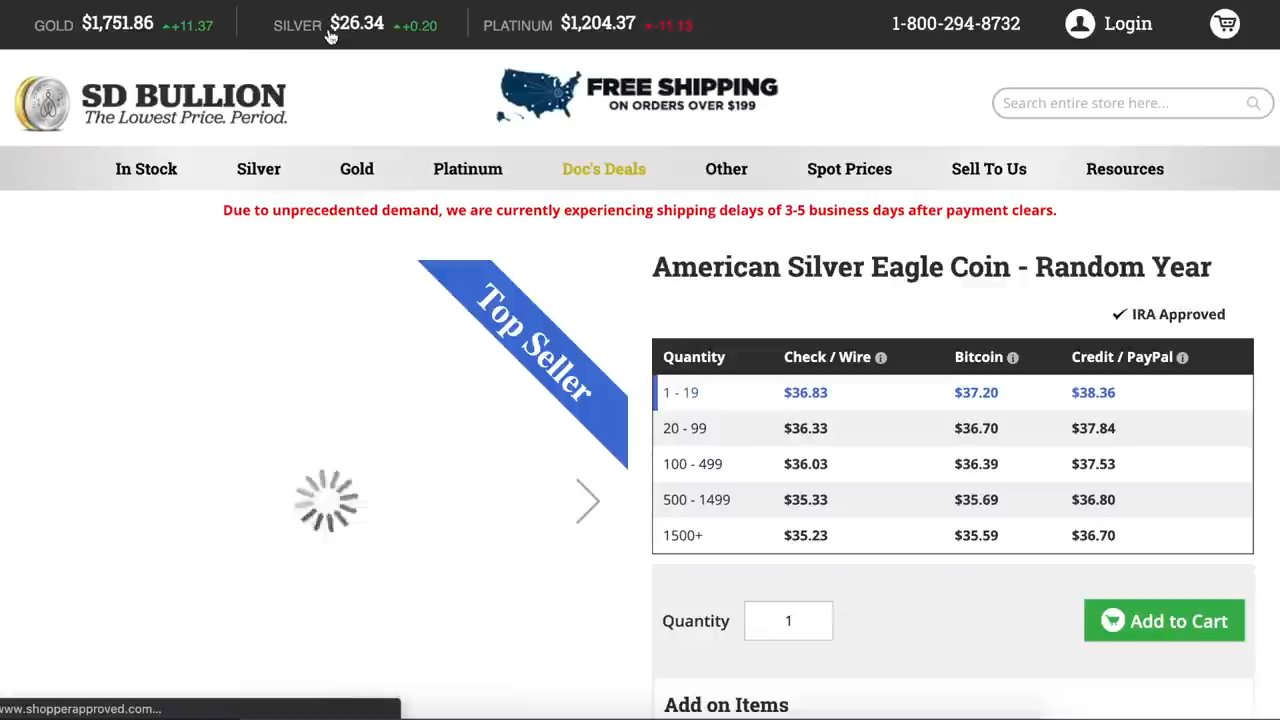 GOLD $1,751.86 +11.37 SILVER $26.34 +0.20 PLATINUM $1,204.37 -11.13 1-800-294-8732 Login
SD BULLION
The Lowest Price. Period.
FREE SHIPPING
ON ORDERS OVER $199
Search entire store here...
In Stock Silver Gold Platinum Doc's Deals Other Spot Prices Sell To Us Resources
Due to unprecedented demand, we are currently experiencing shipping delays of 3-5 business days after payment clears.
Top Seller
American Silver Eagle Coin - Random Year
IRA Approved
Quantity Check / Wire Bitcoin Credit / PayPal
1 - 19 $36.83 $37.20 $38.36
20 - 99 $36.33 $36.70 $37.84
100 - 499 $36.03 $36.39 $37.53
500 - 1499 $35.33 $35.69 $36.80
1500+ $35.23 $35.59 $36.70
Quantity 1 Add to Cart
Add on Items
www.shopperapproved.com...